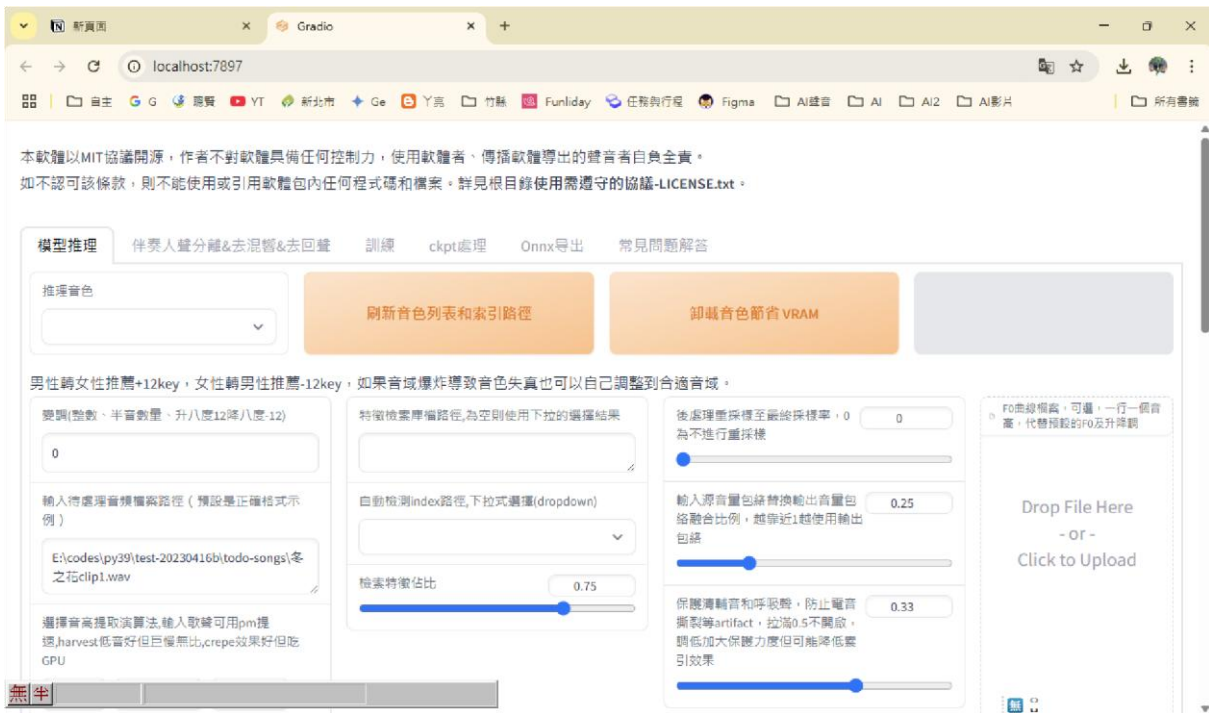 新頁面
Gradio
localhost:7897
自主
G
聽覽
YT
新北市
Ge
丫亮
竹縣
Funliday
任務與行程
Figma
AI聲音
AI
AI2
AI影片
所有書籤
本軟體以MIT協議開源，作者不對軟體具備任何控制力，使用軟體者、傳播軟體導出的聲音者自負全責。
如不認可該條款，則不能使用或引用軟體包內任何程式碼和檔案。詳見根目錄使用需遵守的協議-LICENSE.txt。
模型推理
伴奏人聲分離&去混響&去回聲
訓練
ckpt處理
Onnx导出
常見問題解答
推理音色
刷新音色列表和索引路徑
卸載音色節省 VRAM
男性轉女性推薦+12key，女性轉男性推薦-12key，如果音域爆炸導致音色失真也可以自己調整到合適音域。
變調(整數、半音數量、升八度12降八度-12)
0
輸入待處理音頻檔案路徑（預設是正確格式示
例）
E:\codes\py39\test-20230416b\todo-songs\冬
之花clip1.wav
選擇音高提取演算法,輸入歌聲可用pm提
速,harvest低音好但巨慢無比,crepe效果好但吃
GPU
特徵檢索庫檔路徑,為空則使用下拉的選擇結果
自動檢測index路徑,下拉式選擇(dropdown)
檢索特徵佔比
0.75
後處理重採樣至最終採樣率，0
為不進行重採樣
0
輸入源音量包絡替換輸出音量包
絡融合比例，越靠近1越使用輸出
包絡
0.25
保護清輔音和呼吸聲，防止電音
撕裂等artifact，拉滿0.5不開啟，
調低加大保護力度但可能降低索
引效果
0.33
F0曲線檔案，可選，一行一個音
高，代替預設的F0及升降調
Drop File Here
- or -
Click to Upload
無 半
無